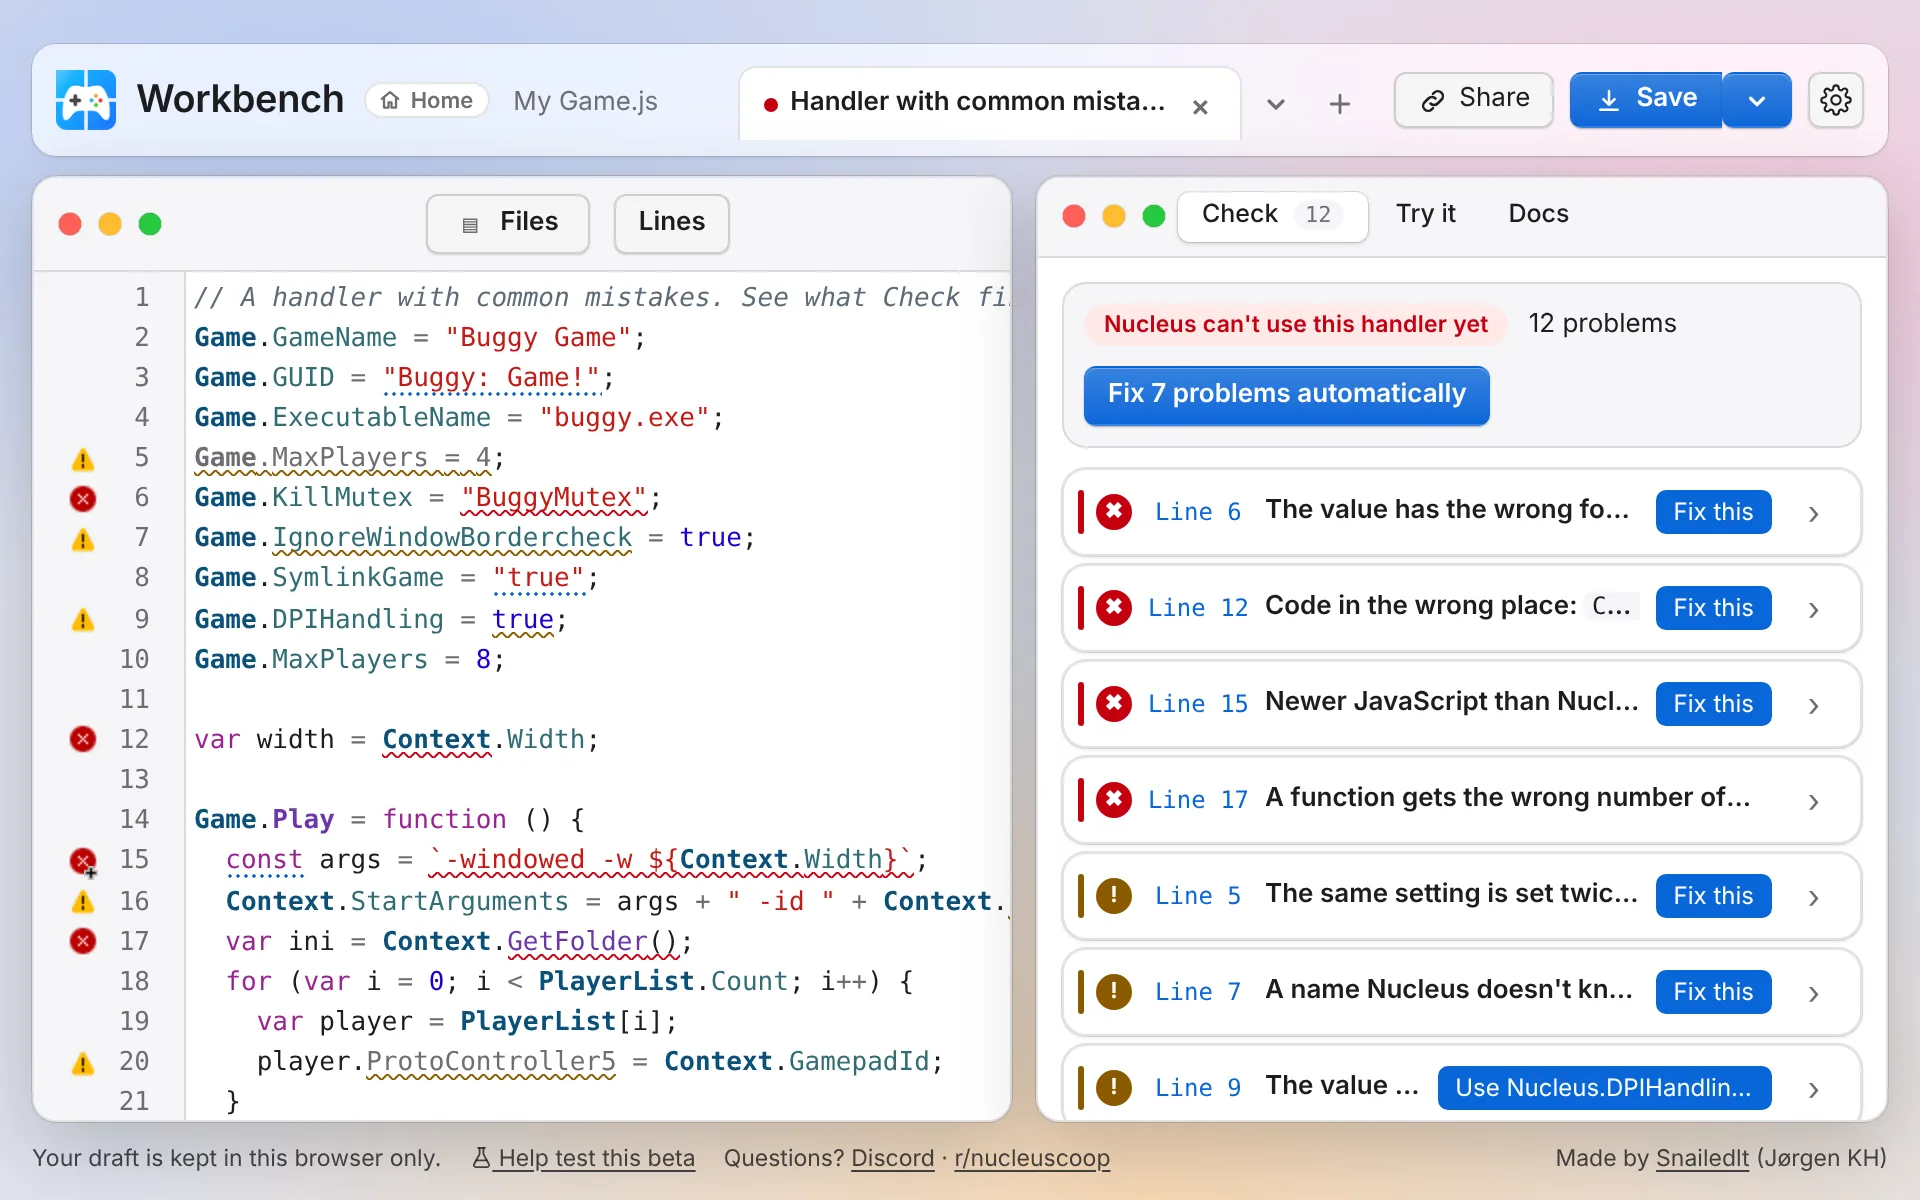 Workbench
Home
My Game.js
Handler with common mista...
Share
Save
Files
Lines
1 // A handler with common mistakes. See what Check fi
2 Game.GameName = "Buggy Game";
3 Game.GUID = "Buggy: Game!";
4 Game.ExecutableName = "buggy.exe";
5 Game.MaxPlayers = 4;
6 Game.KillMutex = "BuggyMutex";
7 Game.IgnoreWindowBordercheck = true;
8 Game.SymlinkGame = "true";
9 Game.DPIHandling = true;
10 Game.MaxPlayers = 8;
11
12 var width = Context.Width;
13
14 Game.Play = function () {
15   const args = `-windowed -w ${Context.Width}`;
16   Context.StartArguments = args + " -id " + Context.
17   var ini = Context.GetFolder();
18   for (var i = 0; i < PlayerList.Count; i++) {
19     var player = PlayerList[i];
20     player.ProtoController5 = Context.GamepadId;
21   }
Check 12
Try it
Docs
Nucleus can't use this handler yet 12 problems
Fix 7 problems automatically
Line 6 The value has the wrong fo... Fix this
Line 12 Code in the wrong place: C... Fix this
Line 15 Newer JavaScript than Nucl... Fix this
Line 17 A function gets the wrong number of...
Line 5 The same setting is set twic... Fix this
Line 7 A name Nucleus doesn't kn... Fix this
Line 9 The value ... Use Nucleus.DPIHandlin...
Your draft is kept in this browser only. Help test this beta Questions? Discord · r/nucleuscoop Made by SnailedIt (Jørgen KH)